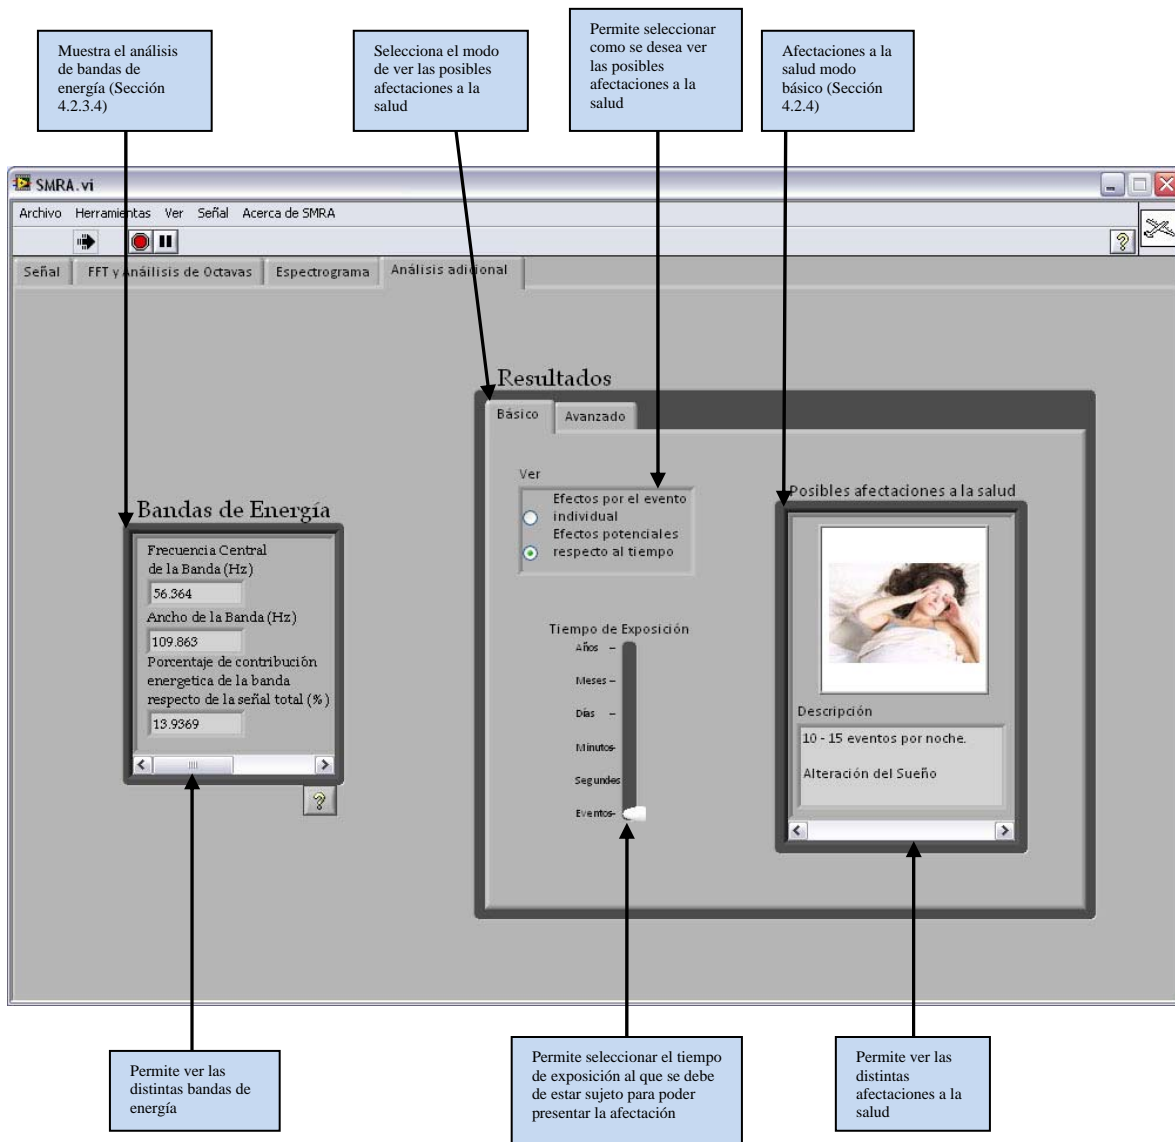 Muestra el análisis
de bandas de
energía (Sección
4.2.3.4)
Selecciona el modo
de ver las posibles
afectaciones a la
salud
Permite seleccionar
como se desea ver
las posibles
afectaciones a la
salud
Afectaciones a la
salud modo
básico (Sección
4.2.4)
SMRA.vi
Archivo Herramientas Ver Señal Acerca de SMRA
Señal FFT y Análilisis de Octavas Espectrograma Análisis adicional
Resultados
Básico Avanzado
Ver
Efectos por el evento
individual
Efectos potenciales
respecto al tiempo
Tiempo de Exposición
Años
Meses
Días
Minutos
Segundos
Eventos
Posibles afectaciones a la salud
Descripción
10 - 15 eventos por noche.
Alteración del Sueño
Bandas de Energía
Frecuencia Central
de la Banda (Hz)
56.364
Ancho de la Banda (Hz)
109.863
Porcentaje de contribución
energetica de la banda
respecto de la señal total (%)
13.9369
Permite ver las
distintas bandas de
energía
Permite seleccionar el tiempo
de exposición al que se debe
de estar sujeto para poder
presentar la afectación
Permite ver las
distintas
afectaciones a la
salud